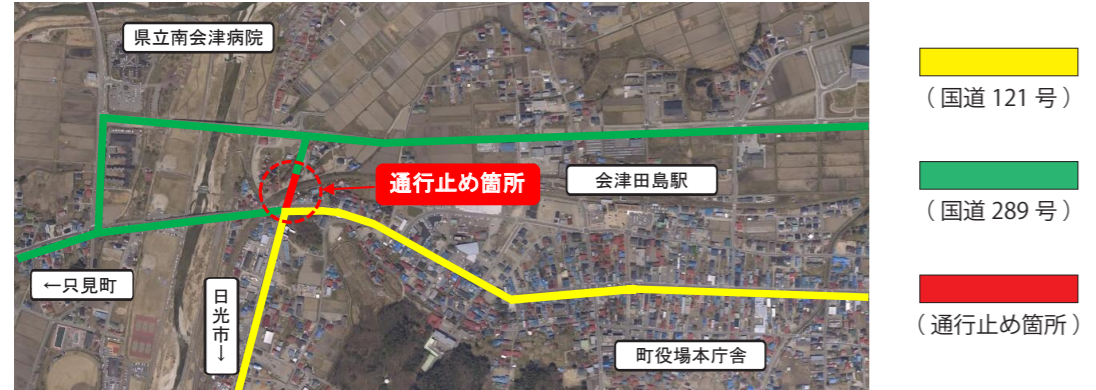 県立南会津病院
通行止め箇所
会津田島駅
←只見町
日光市↓
町役場本庁舎
（国道 121 号）
（国道 289 号）
（通行止め箇所）